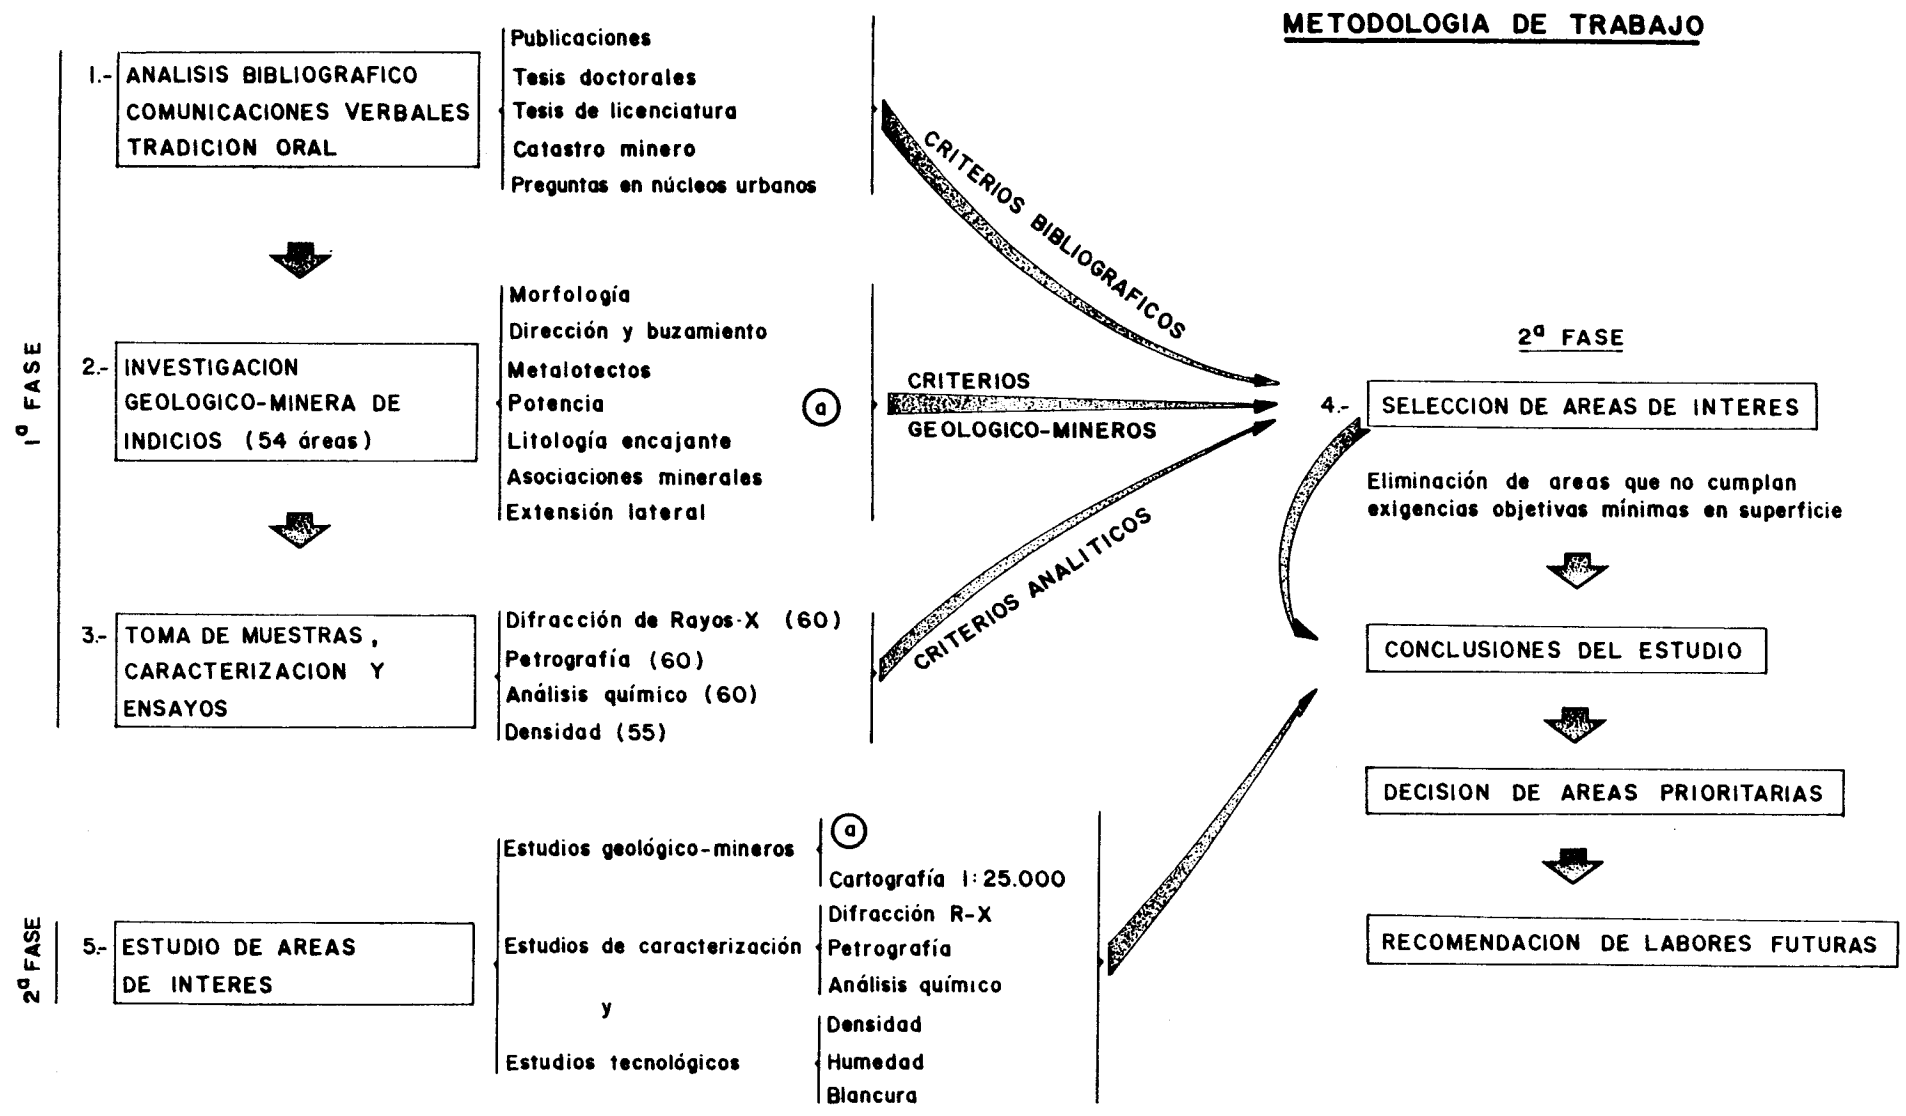 METODOLOGIA DE TRABAJO
1ª FASE
1.- ANALISIS BIBLIOGRAFICO
COMUNICACIONES VERBALES
TRADICION ORAL
Publicaciones
Tesis doctorales
Tesis de licenciatura
Catastro minero
Preguntas en núcleos urbanos
CRITERIOS BIBLIOGRAFICOS
2.- INVESTIGACION
GEOLOGICO-MINERA DE
INDICIOS (54 áreas)
Morfología
Dirección y buzamiento
Metalotectos
Potencia
Litología encajante
Asociaciones minerales
Extensión lateral
a
CRITERIOS
GEOLOGICO-MINEROS
3.- TOMA DE MUESTRAS,
CARACTERIZACION Y
ENSAYOS
Difracción de Rayos-X (60)
Petrografía (60)
Análisis químico (60)
Densidad (55)
CRITERIOS ANALITICOS
2ª FASE
4.- SELECCION DE AREAS DE INTERES
Eliminación de areas que no cumplan
exigencias objetivas mínimas en superficie
CONCLUSIONES DEL ESTUDIO
DECISION DE AREAS PRIORITARIAS
RECOMENDACION DE LABORES FUTURAS
2ª FASE
5.- ESTUDIO DE AREAS
DE INTERES
Estudios geológico-mineros
a
Cartografía 1:25.000
Estudios de caracterización
Difracción R-X
Petrografía
Análisis químico
y
Estudios tecnológicos
Densidad
Humedad
Blancura